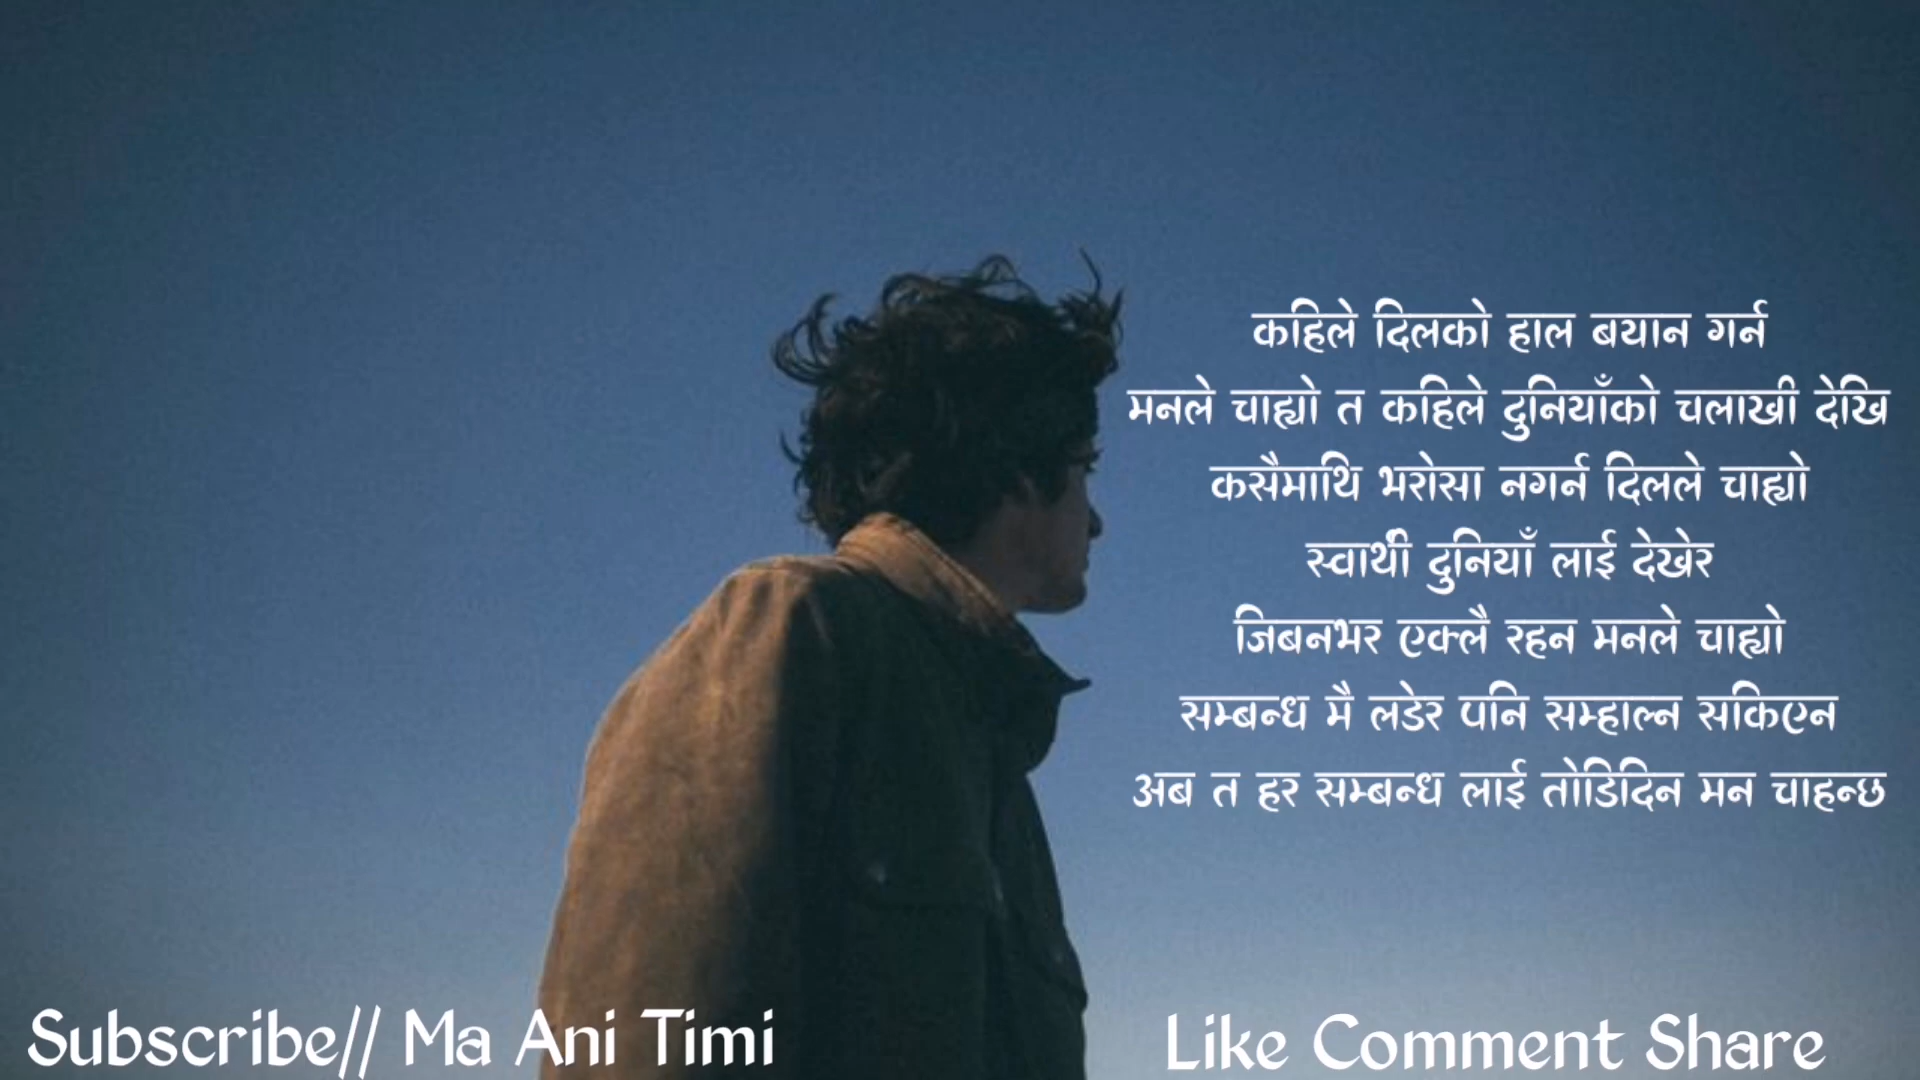 कहिले दिलको हाल बयान गर्न
मनले चाह्यो त कहिले दुनियाँको चलाखी देखि
कसैमाथि भरोसा नगर्न दिलले चाह्यो
स्वार्थी दुनियाँ लाई देखेर
जिबनभर एक्लै रहन मनले चाह्यो
सम्बन्ध मै लडेर पनि सम्हाल्न सकिएन
अब त हर सम्बन्ध लाई तोडिदिन मन चाहन्छ
Subscribe// Ma Ani Timi
Like Comment Share